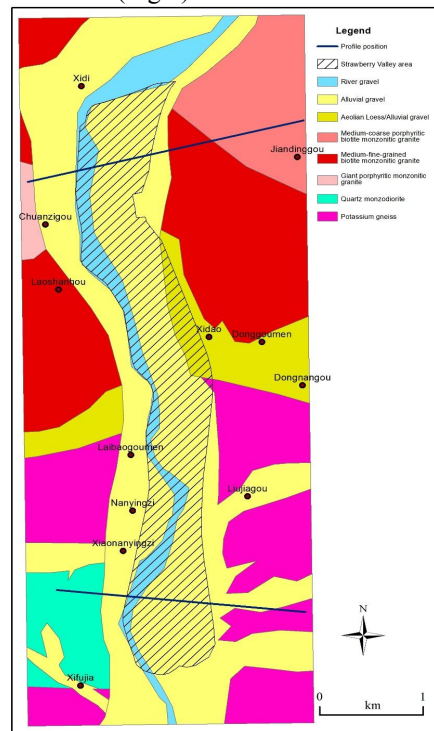 Legend
Profile position
Strawberry Valley area
River gravel
Alluvial gravel
Aeolian Loess/Alluvial gravel
Medium-coarse porphyritic
biotite monzonitic granite
Medium-fine-grained
biotite monzonitic granite
Giant porphyritic monzonitic
granite
Quartz monzodiorite
Potassium gneiss
Xidi
Jiandinggou
Chuanzigou
Laoshanhou
Xidao
Donggoumen
Dongnangou
Laibaogoumen
Liujiagou
Nanyingzi
Xiaonanyingzi
Xifujia
N
0 1
km